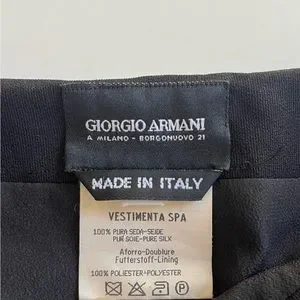 GIORGIO ARMANI
A MILANO - BORGONUOVO 21
MADE IN ITALY
VESTIMENTA SPA
100% PURA SEDA-SEIDE
PUR SOIE-PURE SILK
Aforro-Doublure
Futterstoff-Lining
100% POLIESTER-POLYESTER